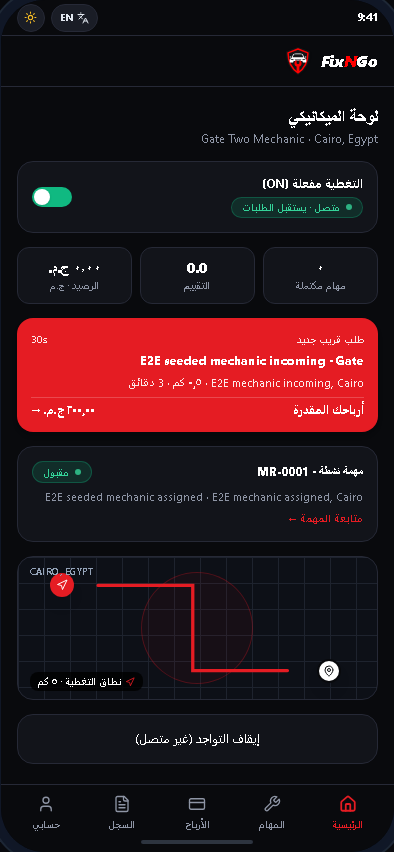 EN
9:41
FixNGo
لوحة الميكانيكي
Gate Two Mechanic · Cairo, Egypt
التغطية مفعلة (ON)
متصل · يستقبل الطلبات
٠
مهام مكتملة
0.0
التقييم
٠٫٠٠ ج.م.
الرصيد · ج.م
طلب قريب جديد
30s
E2E seeded mechanic incoming - Gate
E2E mechanic incoming, Cairo · ٠٫٥ كم · 3 دقائق
أرباحك المقدرة
٢٠٠٫٠٠ ج.م. →
مهمة نشطة - MR-0001
مقبول
E2E seeded mechanic assigned · E2E mechanic assigned, Cairo
متابعة المهمة ←
CAIRO, EGYPT
نطاق التغطية · ٥ كم
إيقاف التواجد (غير متصل)
الرئيسية
المهام
الأرباح
السجل
حسابي